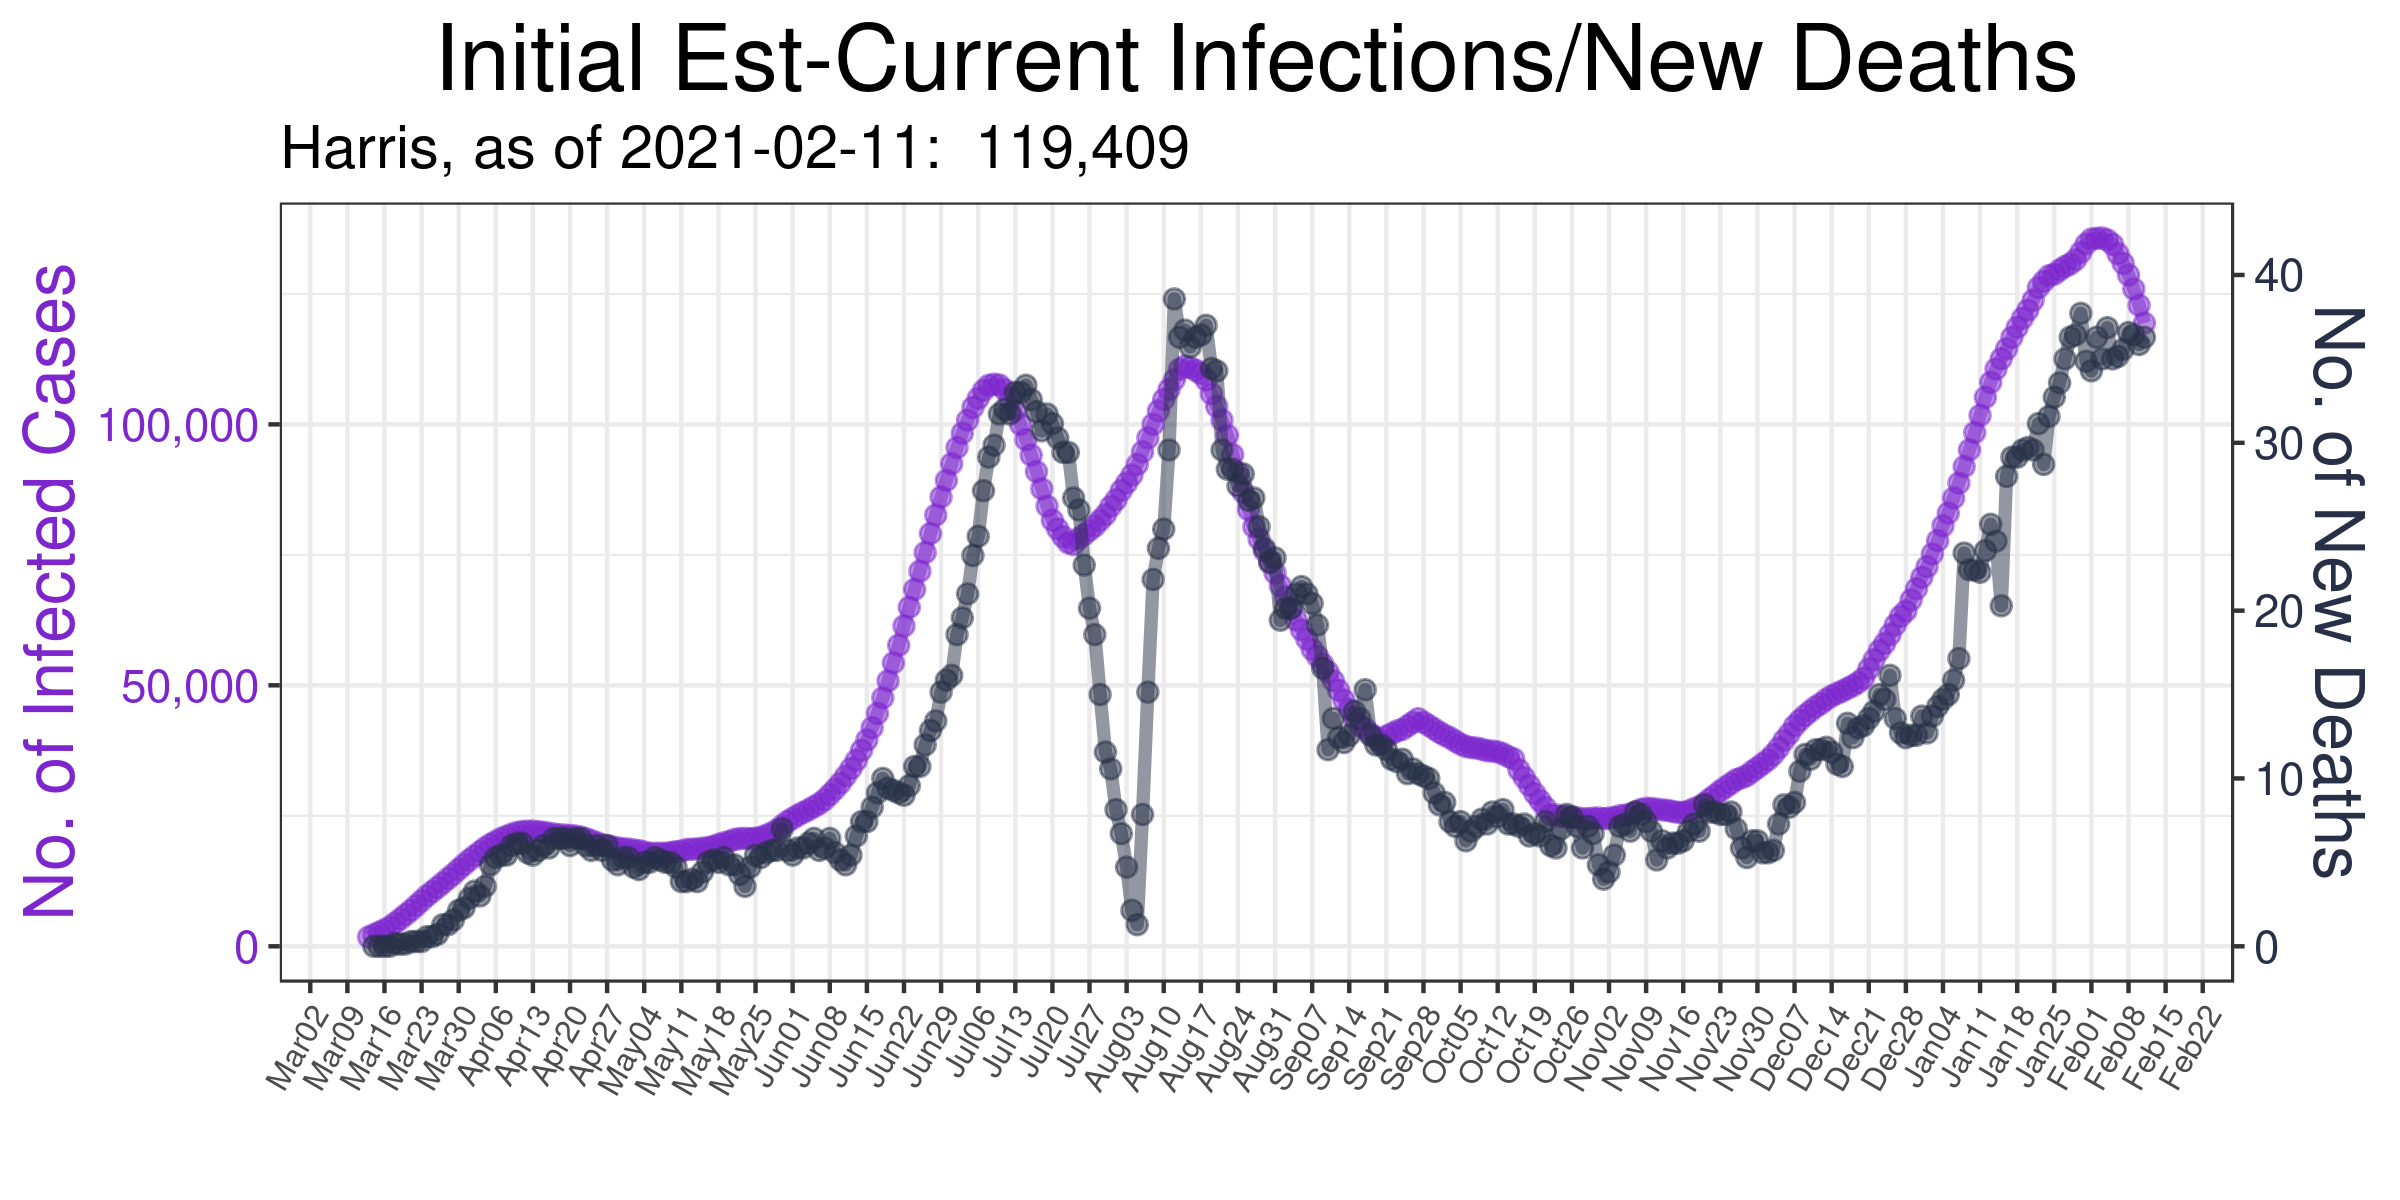 Initial Est-Current Infections/New Deaths
Harris, as of 2021-02-11:  119,409
No. of Infected Cases
100,000
50,000
0
40
30
20
10
0
No. of New Deaths
Mar02
Mar09
Mar16
Mar23
Mar30
Apr06
Apr13
Apr20
Apr27
May04
May11
May18
May25
Jun01
Jun08
Jun15
Jun22
Jun29
Jul06
Jul13
Jul20
Jul27
Aug03
Aug10
Aug17
Aug24
Aug31
Sep07
Sep14
Sep21
Sep28
Oct05
Oct12
Oct19
Oct26
Nov02
Nov09
Nov16
Nov23
Nov30
Dec07
Dec14
Dec21
Dec28
Jan04
Jan11
Jan18
Jan25
Feb01
Feb08
Feb15
Feb22